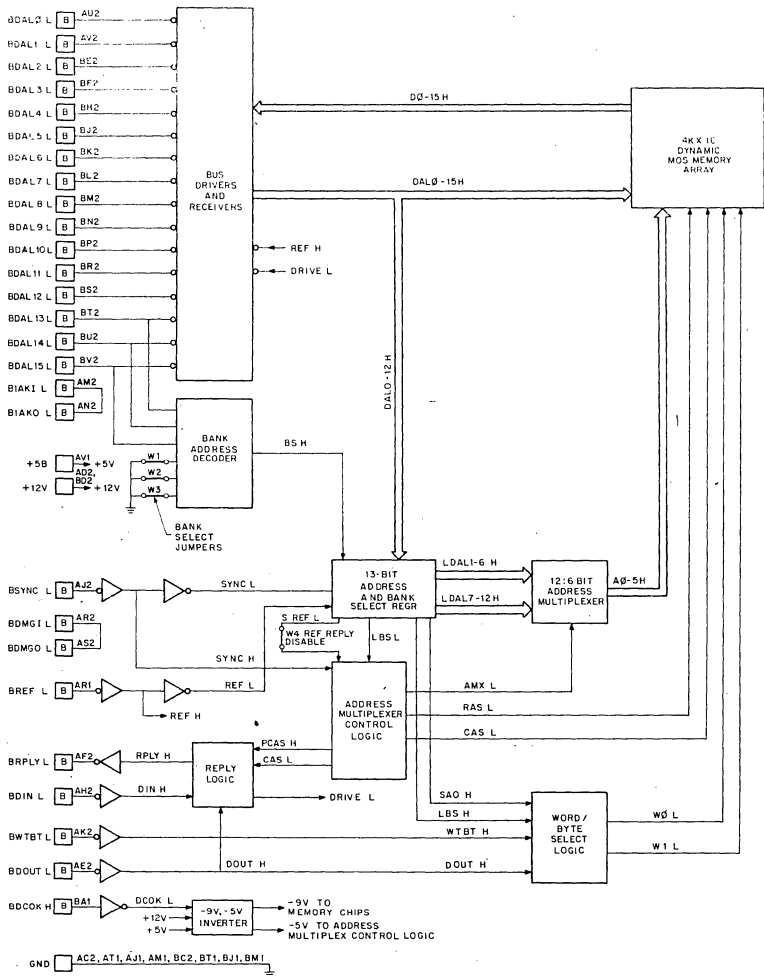 BDALØ L B AU2
BDAL1 L B AV2
BDAL2 L B BE2
BDAL3 L B BF2
BDAL4 L B BH2
BDAL5 L B BJ2
BDAL6 L B BK2
BDAL7 L B BL2
BDAL8 L B BM2
BDAL9 L B BN2
BDAL10 L B BP2
BDAL11 L B BR2
BDAL12 L B BS2
BDAL13 L B BT2
BDAL14 L B BU2
BDAL15 L B BV2
BIAKI L B AM2
BIAKO L B AN2
BUS
DRIVERS
AND
RECEIVERS
REF H
DRIVE L
DØ-15 H
DALØ-15H
DALO-12 H
4K X 16
DYNAMIC
MOS MEMORY
ARRAY
+5B AV1 +5V
AD2,
+12V BD2 +12V
W1
W2
W3
BANK
SELECT
JUMPERS
BANK
ADDRESS
DECODER
BS H
BSYNC L B AJ2
SYNC L
BDMGI L B AR2
BDMGO L B AS2
SYNC H
BREF L B AR1
REF L
REF H
13-BIT
ADDRESS
AND BANK
SELECT REGR
S REF L
W4 REF REPLY
DISABLE
LBS L
LDAL1-6 H
LDAL7-12 H
12:6 BIT
ADDRESS
MULTIPLEXER
AØ-5H
ADDRESS
MULTIPLEXER
CONTROL
LOGIC
AMX L
RAS L
CAS L
BRPLY L B AF2
RPLY H
REPLY
LOGIC
PCAS H
CAS L
BDIN L B AH2
DIN H
DRIVE L
SAO H
LBS H
BWTBT L B AK2
WTBT H
BDOUT L B AE2
DOUT H
DOUT H
WORD/
BYTE
SELECT
LOGIC
WØ L
W1 L
BDCOK H B BA1
DCOK L
+12V
+5V
-9V, -5V
INVERTER
-9V TO
MEMORY CHIPS
-5V TO ADDRESS
MULTIPLEX CONTROL LOGIC
GND AC2, AT1, AJ1, AM1, BC2, BT1, BJ1, BM1